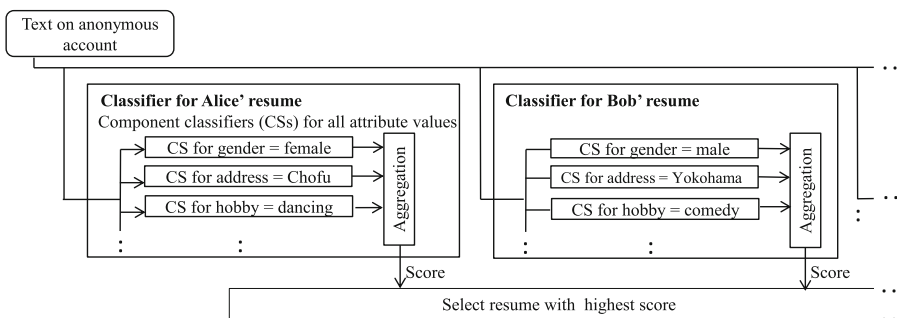 Text on anonymous
account
Classifier for Alice' resume
Component classifiers (CSs) for all attribute values
CS for gender = female
CS for address = Chofu
CS for hobby = dancing
Aggregation
Score
Classifier for Bob' resume
CS for gender = male
CS for address = Yokohama
CS for hobby = comedy
Aggregation
Score
Select resume with highest score